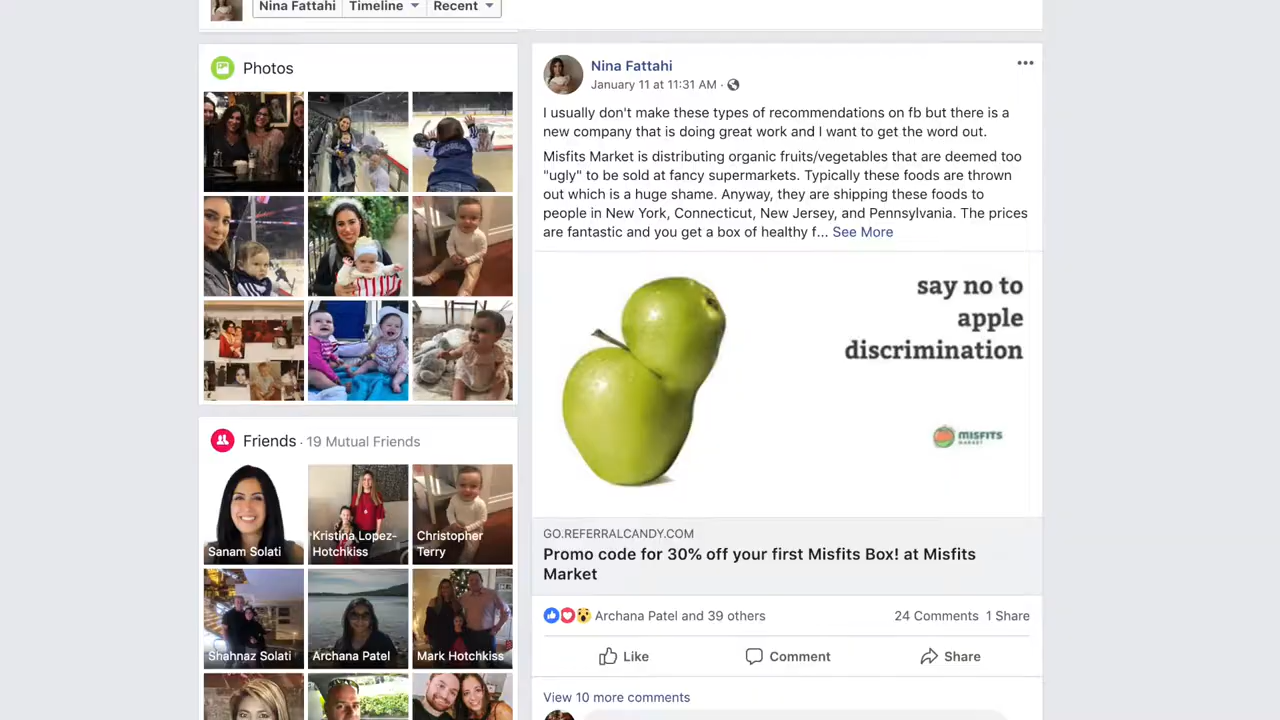 Nina Fattahi Timeline Recent
Photos
Friends · 19 Mutual Friends
Sanam Solati
Kristina Lopez-
Hotchkiss
Christopher
Terry
Shahnaz Solati
Archana Patel
Mark Hotchkiss
Nina Fattahi
January 11 at 11:31 AM ·
I usually don't make these types of recommendations on fb but there is a
new company that is doing great work and I want to get the word out.
Misfits Market is distributing organic fruits/vegetables that are deemed too
"ugly" to be sold at fancy supermarkets. Typically these foods are thrown
out which is a huge shame. Anyway, they are shipping these foods to
people in New York, Connecticut, New Jersey, and Pennsylvania. The prices
are fantastic and you get a box of healthy f... See More
say no to
apple
discrimination
MISFITS
MARKET
GO.REFERRALCANDY.COM
Promo code for 30% off your first Misfits Box! at Misfits
Market
Archana Patel and 39 others 24 Comments 1 Share
Like Comment Share
View 10 more comments